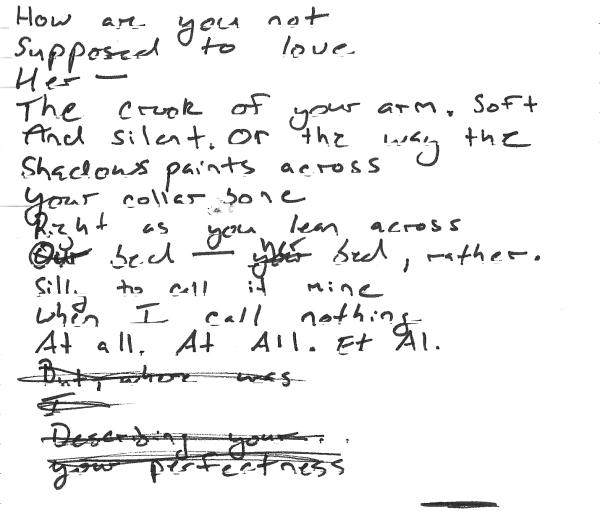 How are you not
Supposed to love
Her —
The crook of your arm. Soft
And silent. Or the way the
Shadows paints across
your collar bone
Right as you lean across
Our bed — your her bed, rather.
Silly to call it mine
When I call nothing
At all. At All. Et Al.
But, where was
I
Describing your
your perfectness